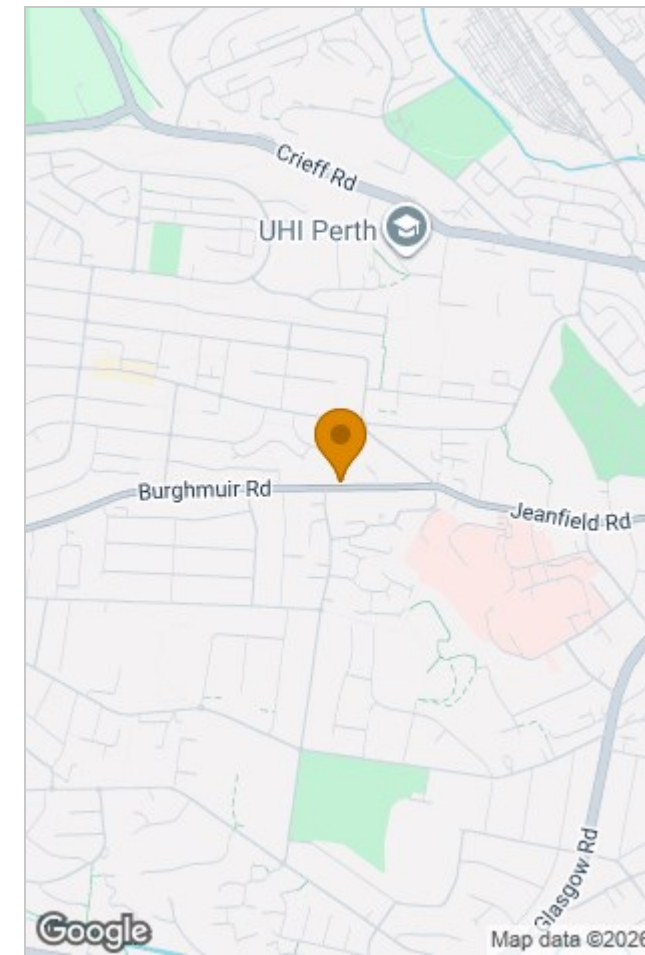 Crieff Rd
UHI Perth
Burghmuir Rd
Jeanfield Rd
Glasgow Rd
Google
Map data ©2026